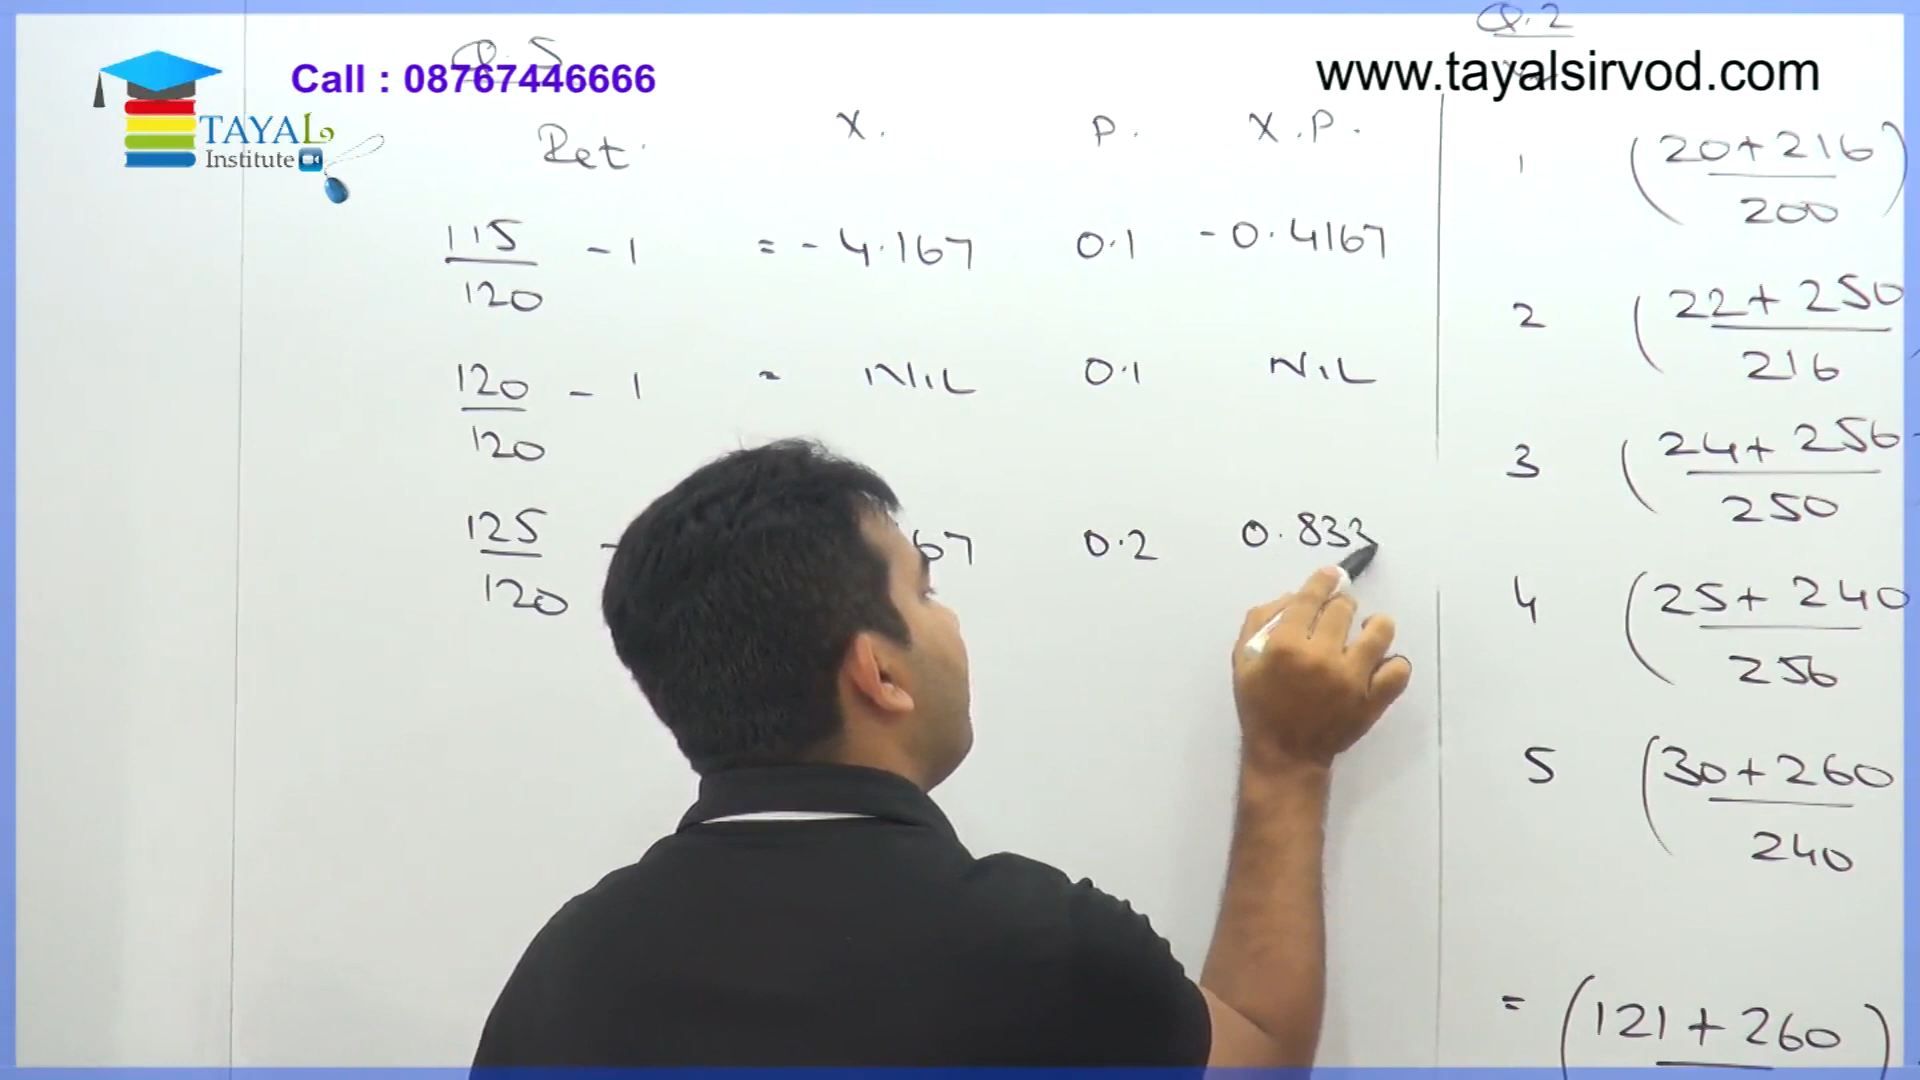 Q.5
Q.2
Call : 08767446666
www.tayalsirvod.com
TAYAL
Institute
Ret. X. P. X.P.
115/120 - 1 = - 4.167 0.1 - 0.4167
120/120 - 1 = NIL 0.1 NIL
125/120 - 67 0.2 0.833
1 (20+216/200)
2 (22+250/216
3 (24+256/250
4 (25+240/256
5 (30+260/240
= (121+260)